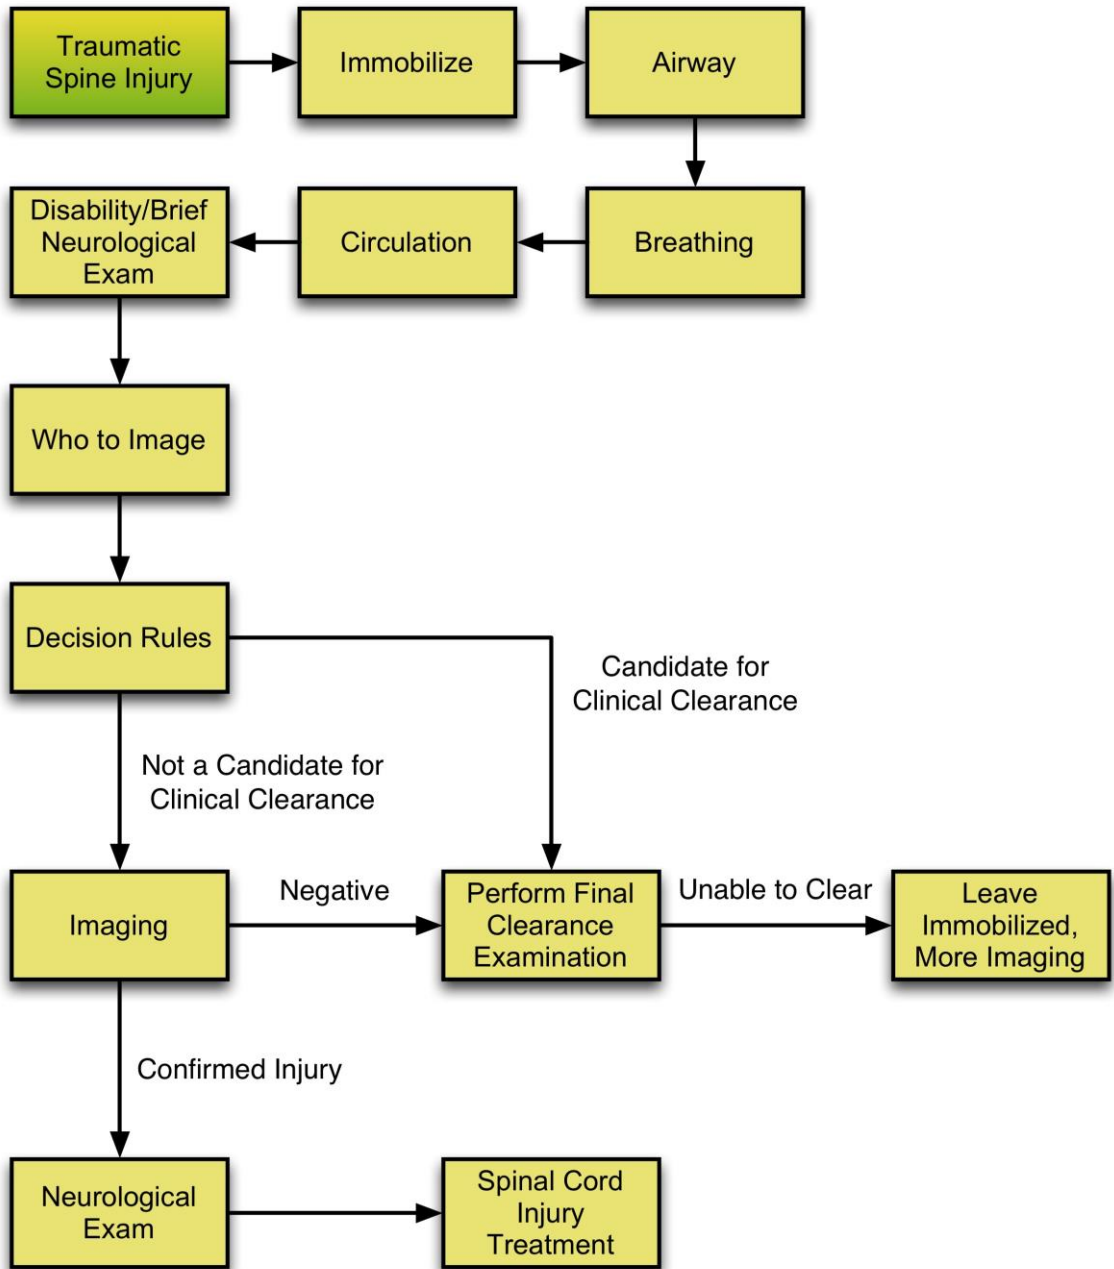 Traumatic
Spine Injury
Immobilize
Airway
Disability/Brief
Neurological
Exam
Circulation
Breathing
Who to Image
Decision Rules
Candidate for
Clinical Clearance
Not a Candidate for
Clinical Clearance
Imaging
Negative
Perform Final
Clearance
Examination
Unable to Clear
Leave
Immobilized,
More Imaging
Confirmed Injury
Neurological
Exam
Spinal Cord
Injury
Treatment